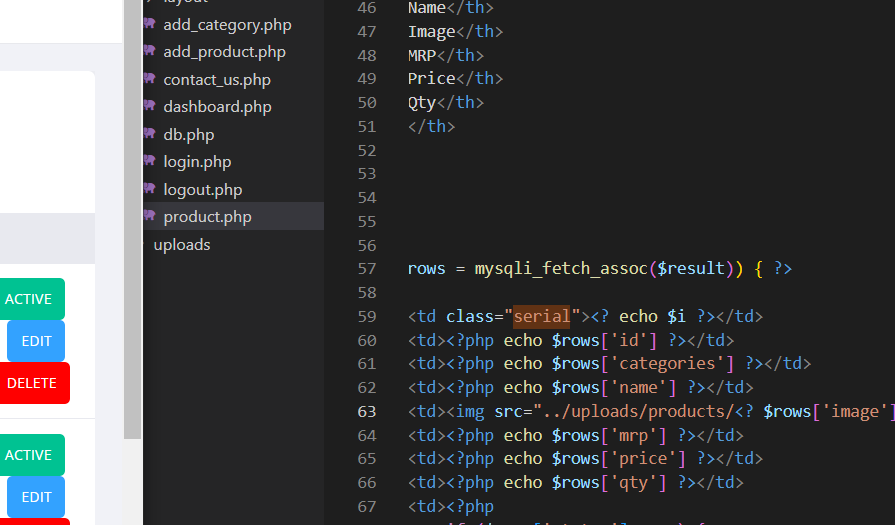 ACTIVE
EDIT
DELETE
ACTIVE
EDIT
add_category.php
add_product.php
contact_us.php
dashboard.php
db.php
login.php
logout.php
product.php
uploads
46 Name</th>
47 Image</th>
48 MRP</th>
49 Price</th>
50 Qty</th>
51 </th>
52
53
54
55
56
57 rows = mysqli_fetch_assoc($result)) { ?>
58
59 <td class="serial"><? echo $i ?></td>
60 <td><?php echo $rows['id'] ?></td>
61 <td><?php echo $rows['categories'] ?></td>
62 <td><?php echo $rows['name'] ?></td>
63 <td><img src="../uploads/products/<? $rows['image']
64 <td><?php echo $rows['mrp'] ?></td>
65 <td><?php echo $rows['price'] ?></td>
66 <td><?php echo $rows['qty'] ?></td>
67 <td><?php